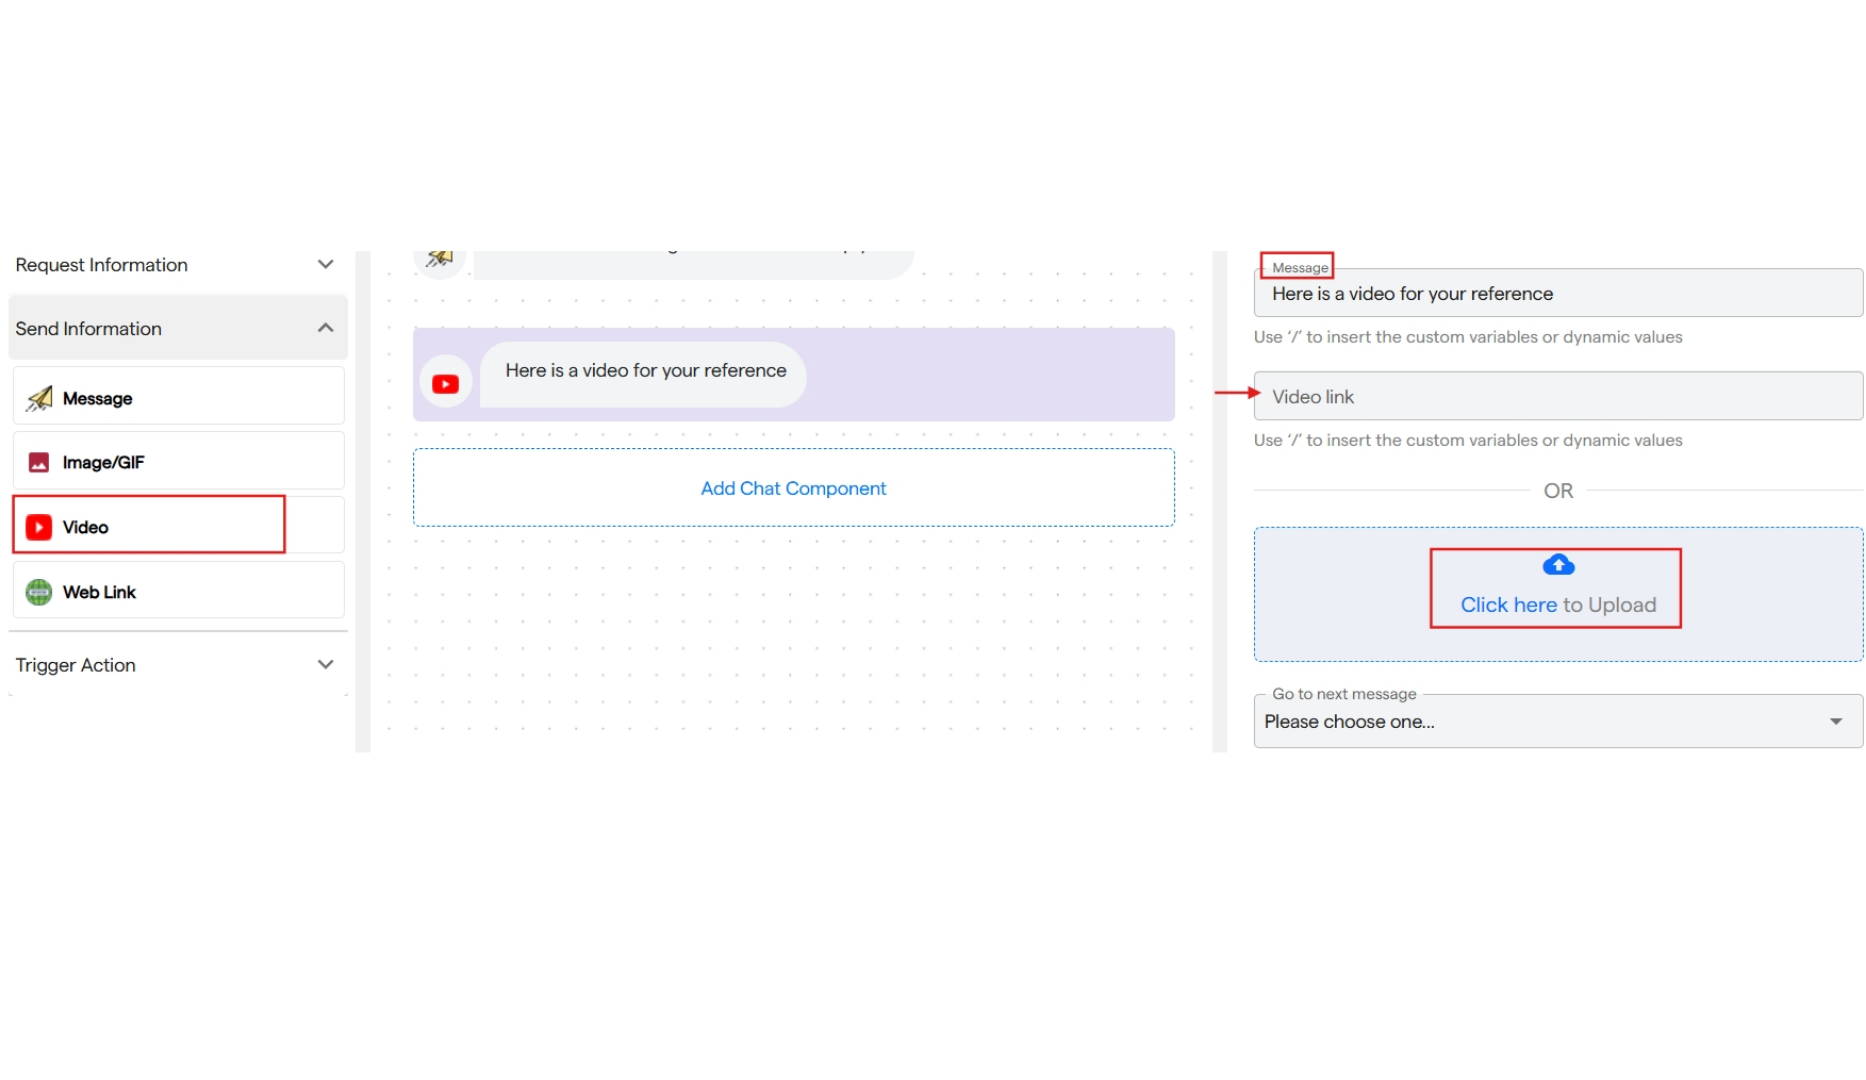 Request Information
Send Information
Message
Image/GIF
Video
Web Link
Trigger Action
Here is a video for your reference
Add Chat Component
Message
Here is a video for your reference
Use ‘/’ to insert the custom variables or dynamic values
Video link
Use ‘/’ to insert the custom variables or dynamic values
OR
Click here to Upload
Go to next message
Please choose one...